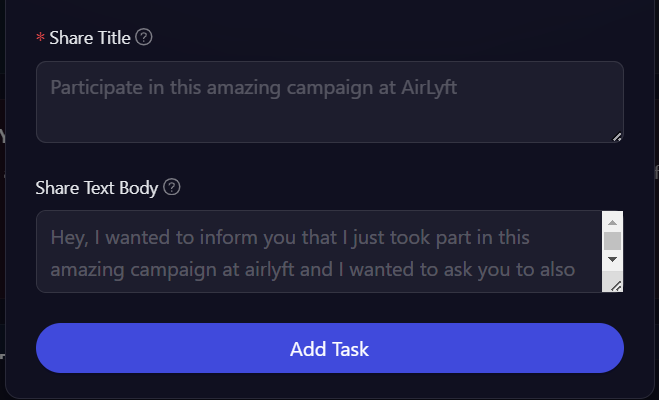 * Share Title ?
Participate in this amazing campaign at AirLyft
Share Text Body ?
Hey, I wanted to inform you that I just took part in this
amazing campaign at airlyft and I wanted to ask you to also
Add Task